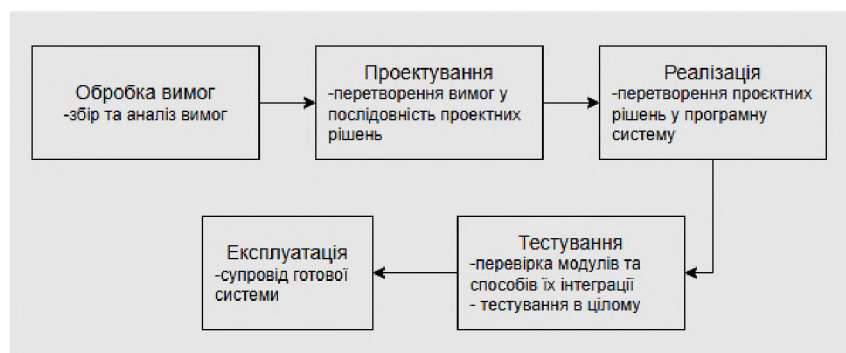 Обробка вимог
-збір та аналіз вимог
Проектування
-перетворення вимог у
послідовність проектних
рішень
Реалізація
-перетворення проєктних
рішень у програмну
систему
Тестування
-перевірка модулів та
способів їх інтеграції
- тестування в цілому
Експлуатація
-супровід готової
системи